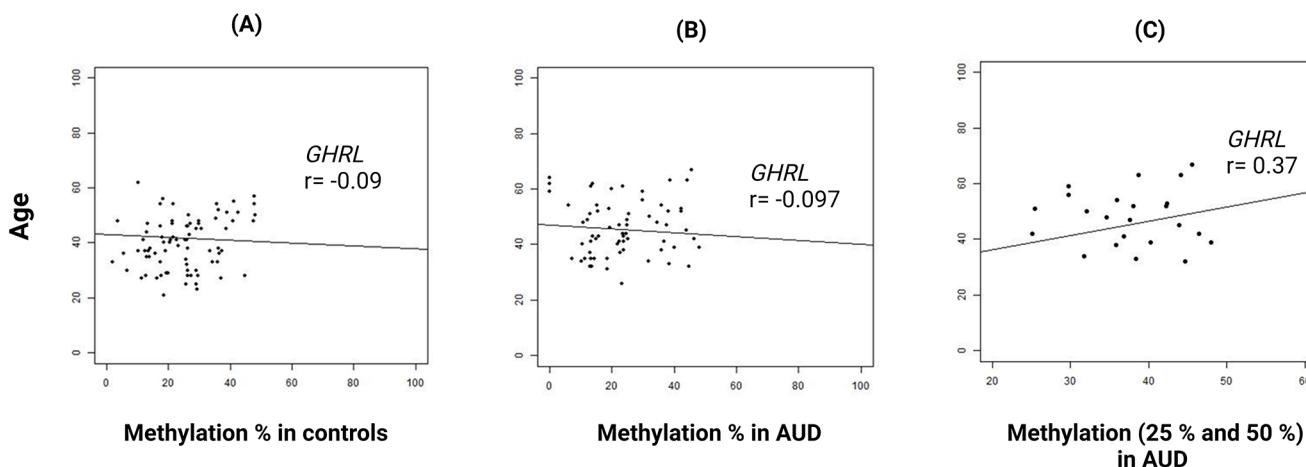 (A)
(B)
(C)
Age
100
80
60
40
20
0
GHRL
r= -0.09
0 20 40 60 80 100
Methylation % in controls
100
80
60
40
20
0
GHRL
r= -0.097
0 20 40 60 80 100
Methylation % in AUD
100
80
60
40
20
0
GHRL
r= 0.37
20 30 40 50
Methylation (25 % and 50 %)
in AUD